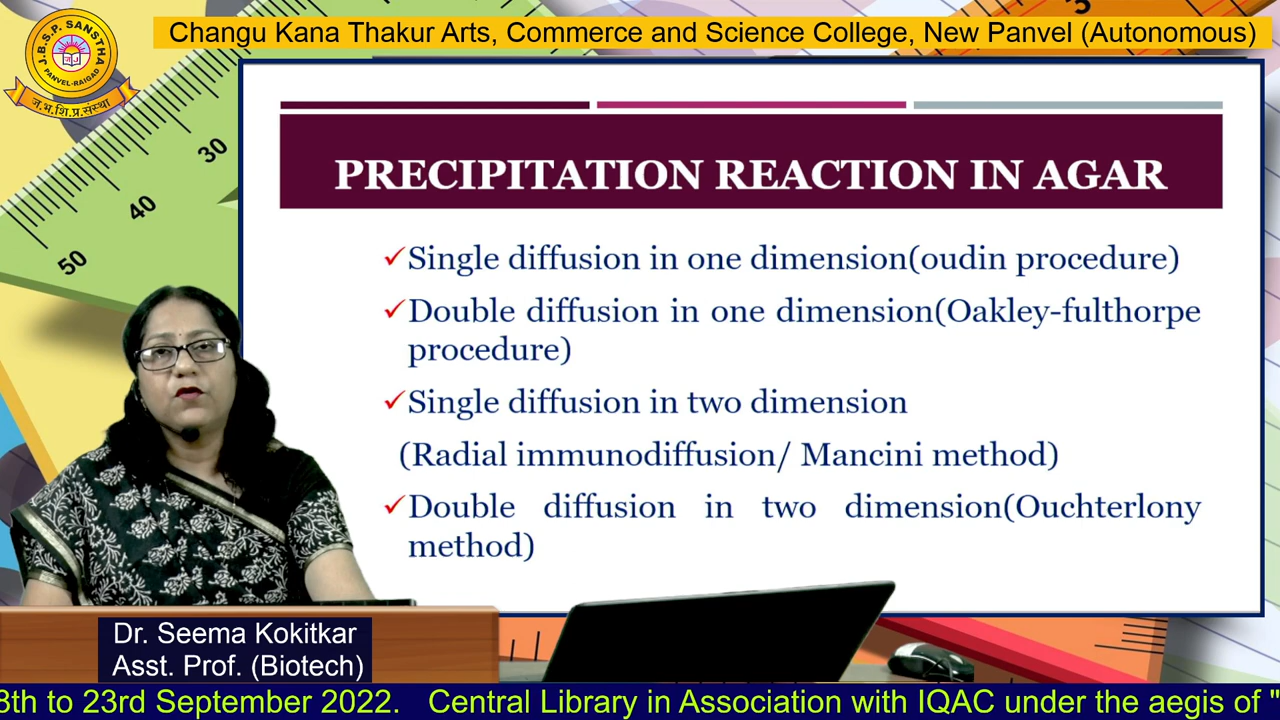 Changu Kana Thakur Arts, Commerce and Science College, New Panvel (Autonomous)
J.B.S.P. SANSTHA
PANVEL-RAIGAD
ज.भ.शि.प्र.संस्था
30
40
50
PRECIPITATION REACTION IN AGAR
✓Single diffusion in one dimension(oudin procedure)
✓Double diffusion in one dimension(Oakley-fulthorpe
procedure)
✓Single diffusion in two dimension
(Radial immunodiffusion/ Mancini method)
✓Double diffusion in two dimension(Ouchterlony
method)
Dr. Seema Kokitkar
Asst. Prof. (Biotech)
8th to 23rd September 2022. Central Library in Association with IQAC under the aegis of "